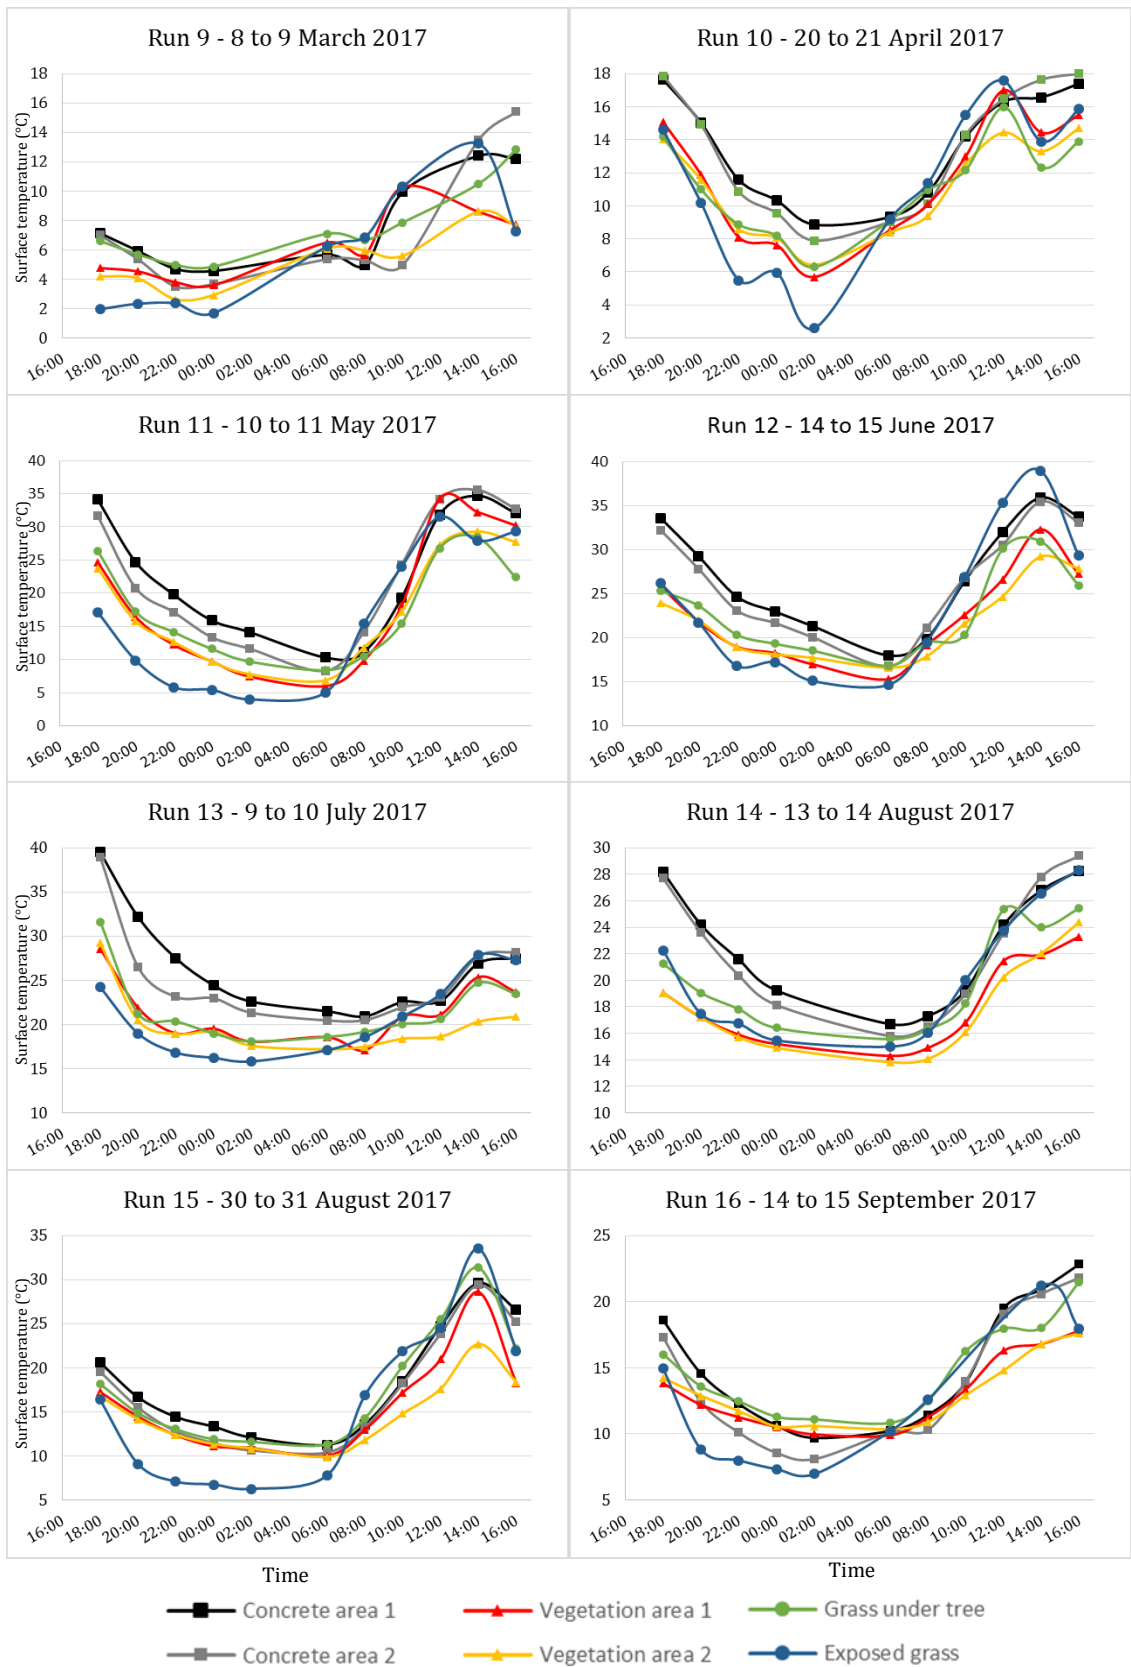 Run 9 - 8 to 9 March 2017
Surface temperature (°C)
18
16
14
12
10
8
6
4
2
0
16:00 18:00 20:00 22:00 00:00 02:00 04:00 06:00 08:00 10:00 12:00 14:00 16:00
Run 10 - 20 to 21 April 2017
18
16
14
12
10
8
6
4
2
16:00 18:00 20:00 22:00 00:00 02:00 04:00 06:00 08:00 10:00 12:00 14:00 16:00
Run 11 - 10 to 11 May 2017
Surface temperature (°C)
40
35
30
25
20
15
10
5
0
16:00 18:00 20:00 22:00 00:00 02:00 04:00 06:00 08:00 10:00 12:00 14:00 16:00
Run 12 - 14 to 15 June 2017
40
35
30
25
20
15
10
16:00 18:00 20:00 22:00 00:00 02:00 04:00 06:00 08:00 10:00 12:00 14:00 16:00
Run 13 - 9 to 10 July 2017
Surface temperature (°C)
40
35
30
25
20
15
10
16:00 18:00 20:00 22:00 00:00 02:00 04:00 06:00 08:00 10:00 12:00 14:00 16:00
Run 14 - 13 to 14 August 2017
30
28
26
24
22
20
18
16
14
12
10
16:00 18:00 20:00 22:00 00:00 02:00 04:00 06:00 08:00 10:00 12:00 14:00 16:00
Run 15 - 30 to 31 August 2017
Surface temperature (°C)
35
30
25
20
15
10
5
16:00 18:00 20:00 22:00 00:00 02:00 04:00 06:00 08:00 10:00 12:00 14:00 16:00
Time
Run 16 - 14 to 15 September 2017
25
20
15
10
5
16:00 18:00 20:00 22:00 00:00 02:00 04:00 06:00 08:00 10:00 12:00 14:00 16:00
Time
Concrete area 1 Vegetation area 1 Grass under tree
Concrete area 2 Vegetation area 2 Exposed grass